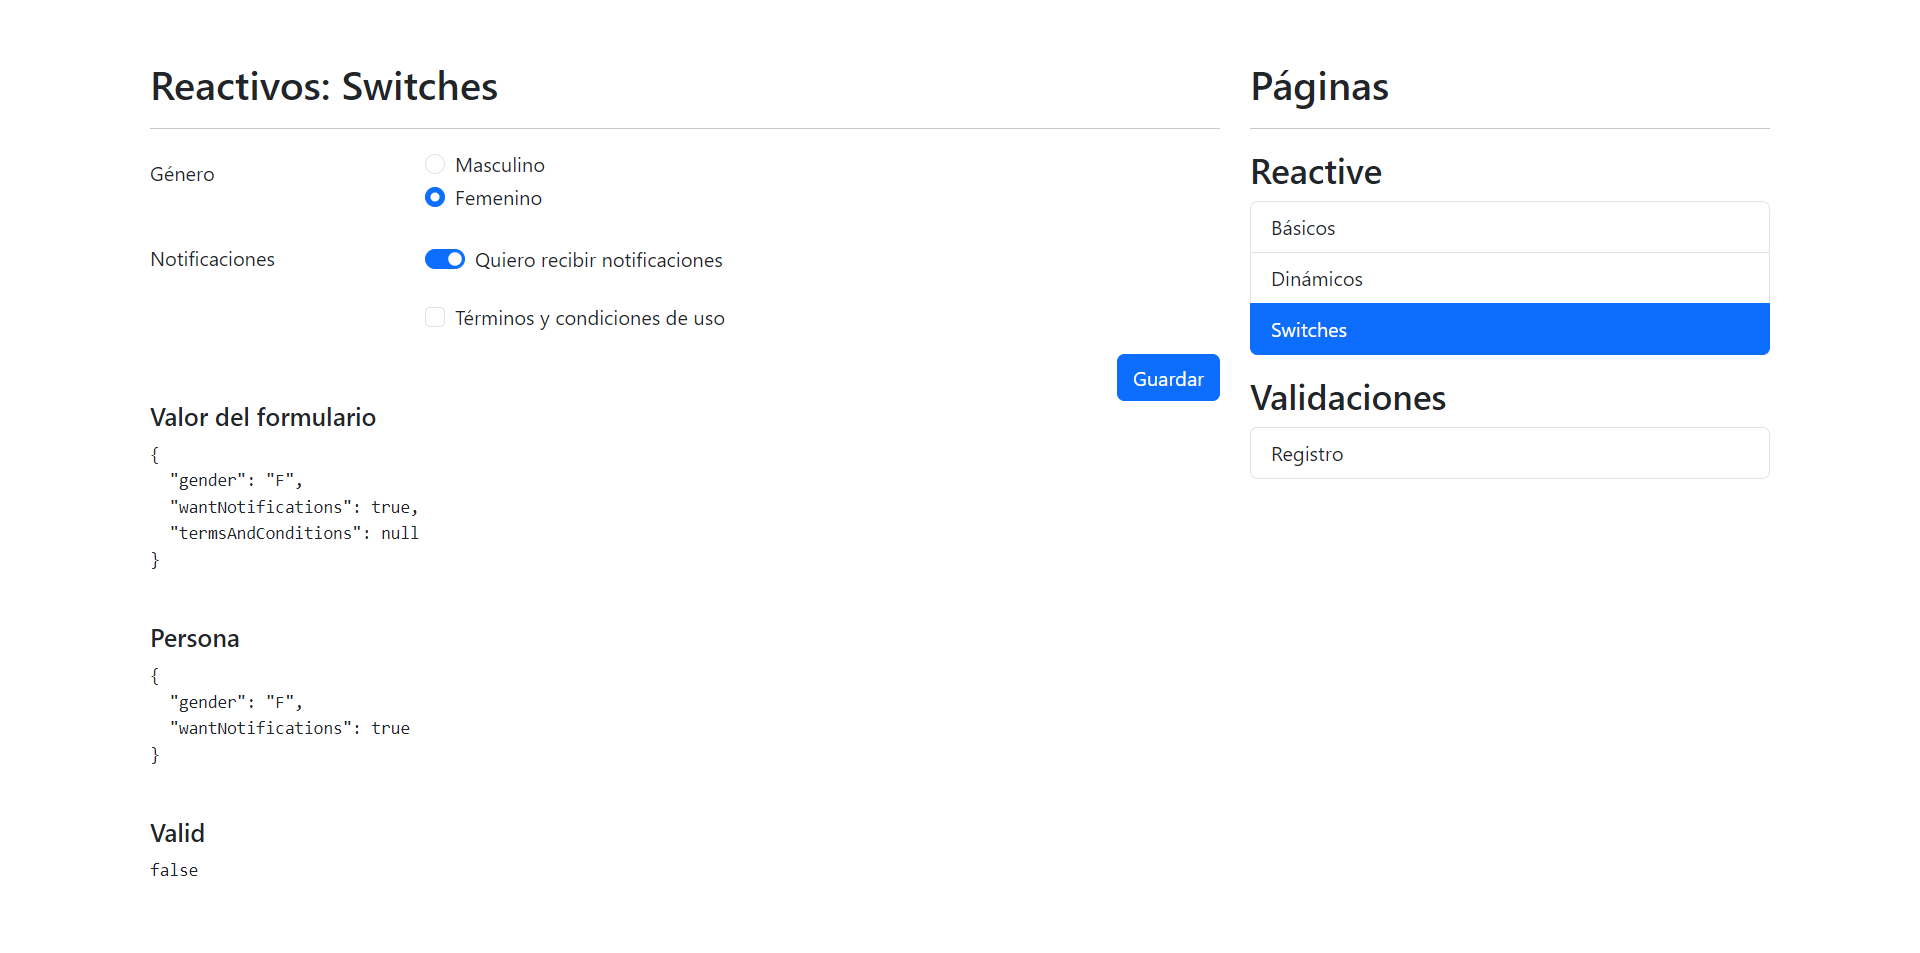 Reactivos: Switches
Género
Masculino
Femenino
Notificaciones
Quiero recibir notificaciones
Términos y condiciones de uso
Guardar
Valor del formulario
{
  "gender": "F",
  "wantNotifications": true,
  "termsAndConditions": null
}
Persona
{
  "gender": "F",
  "wantNotifications": true
}
Valid
false
Páginas
Reactive
Básicos
Dinámicos
Switches
Validaciones
Registro